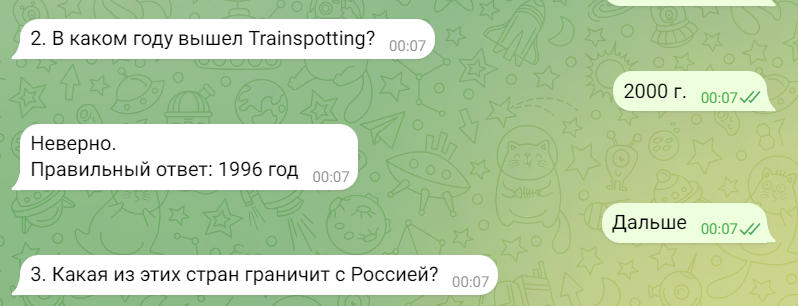 2. В каком году вышел Trainspotting? 00:07
2000 г. 00:07
Неверно.
Правильный ответ: 1996 год 00:07
Дальше 00:07
3. Какая из этих стран граничит с Россией? 00:07